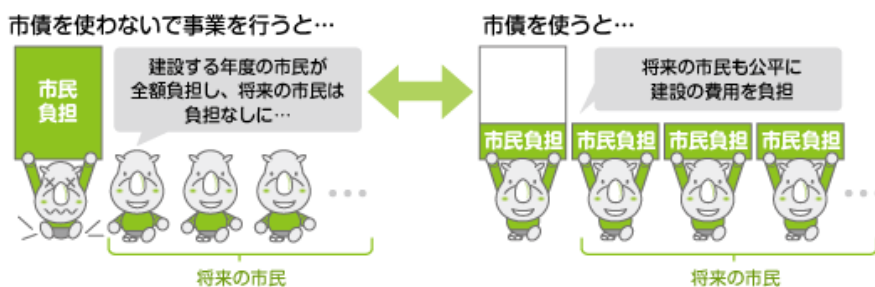 市債を使わないで事業を行うと…
市民
負担
建設する年度の市民が
全額負担し、将来の市民は
負担なしに…
将来の市民
市債を使うと…
将来の市民も公平に
建設の費用を負担
市民負担
市民負担
市民負担
市民負担
将来の市民